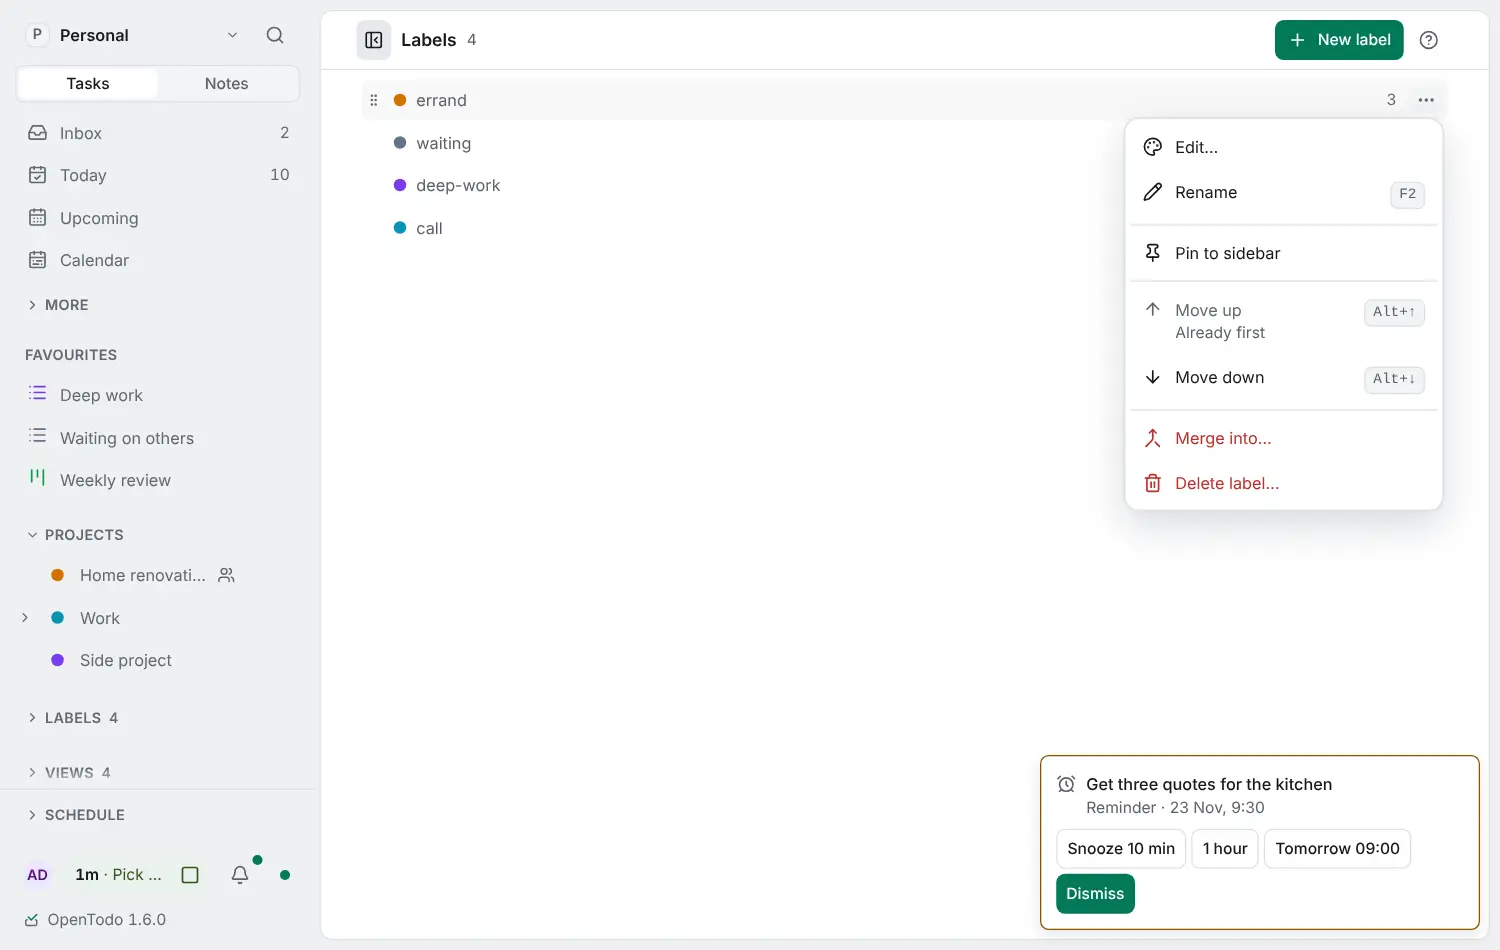 P Personal
Tasks Notes
Inbox 2
Today 10
Upcoming
Calendar
MORE
FAVOURITES
Deep work
Waiting on others
Weekly review
PROJECTS
Home renovati...
Work
Side project
LABELS 4
VIEWS 4
SCHEDULE
AD 1m · Pick ...
OpenTodo 1.6.0
Labels 4
New label
errand 3
waiting
deep-work
call
Edit...
Rename F2
Pin to sidebar
Move up Alt+↑
Already first
Move down Alt+↓
Merge into...
Delete label...
Get three quotes for the kitchen
Reminder · 23 Nov, 9:30
Snooze 10 min 1 hour Tomorrow 09:00
Dismiss